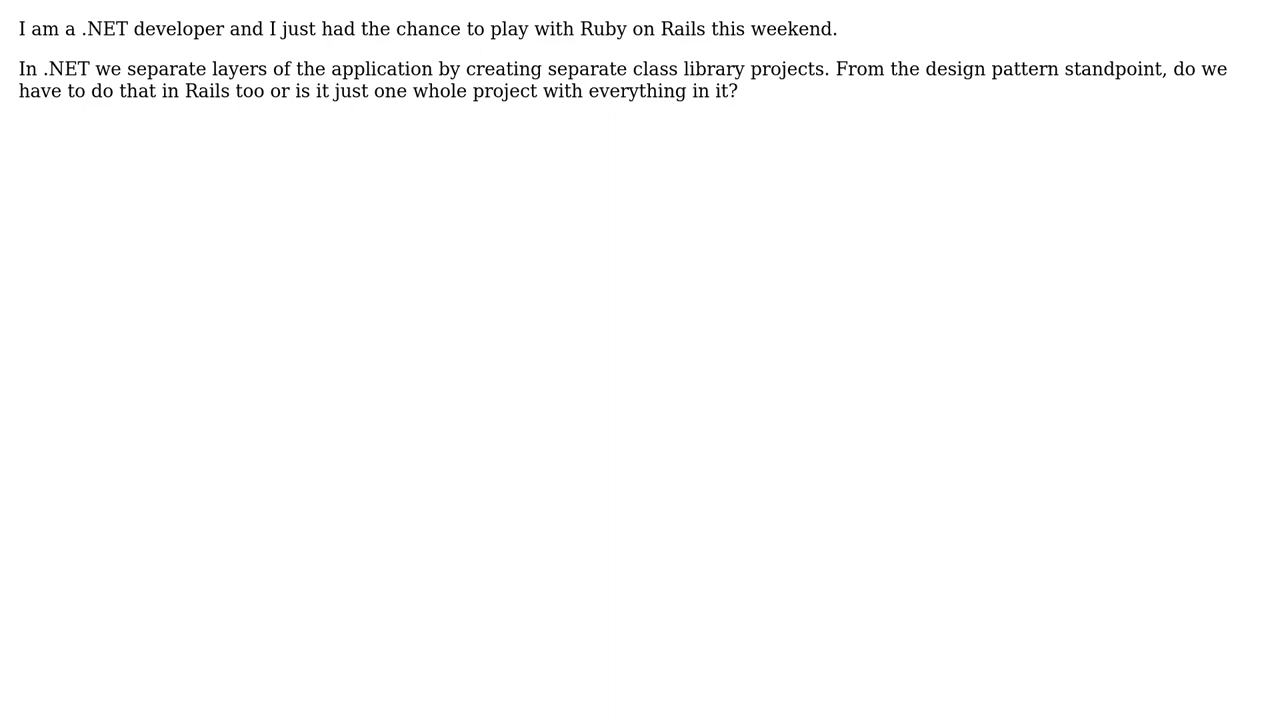 I am a .NET developer and I just had the chance to play with Ruby on Rails this weekend.
In .NET we separate layers of the application by creating separate class library projects. From the design pattern standpoint, do we
have to do that in Rails too or is it just one whole project with everything in it?